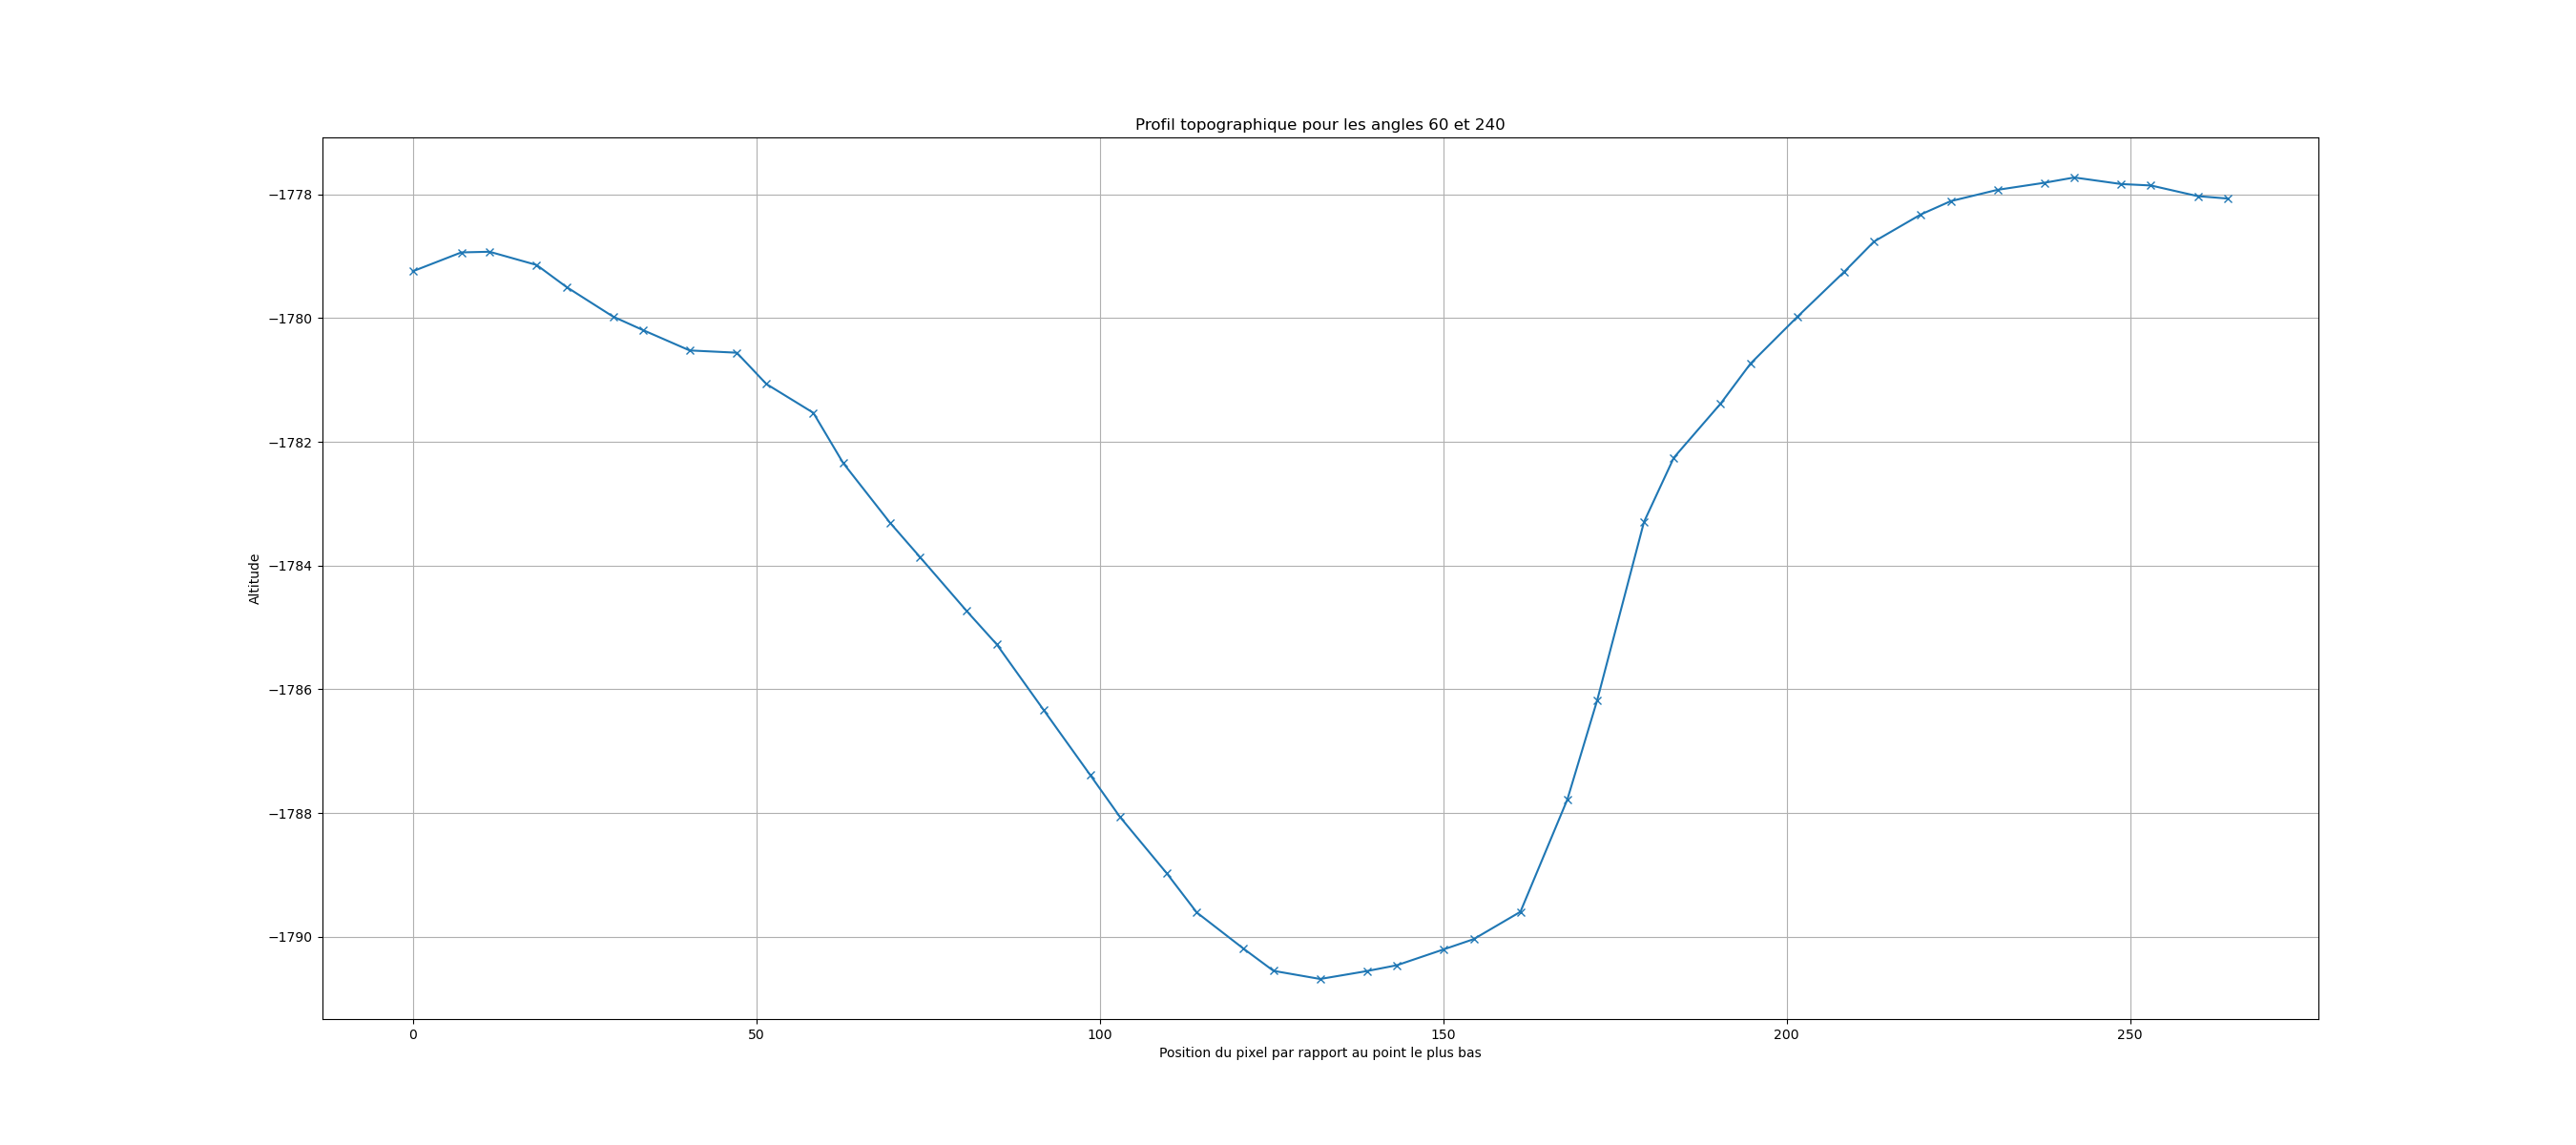 Profil topographique pour les angles 60 et 240
−1778
−1780
−1782
−1784
−1786
−1788
−1790
Altitude
0 50 100 150 200 250
Position du pixel par rapport au point le plus bas